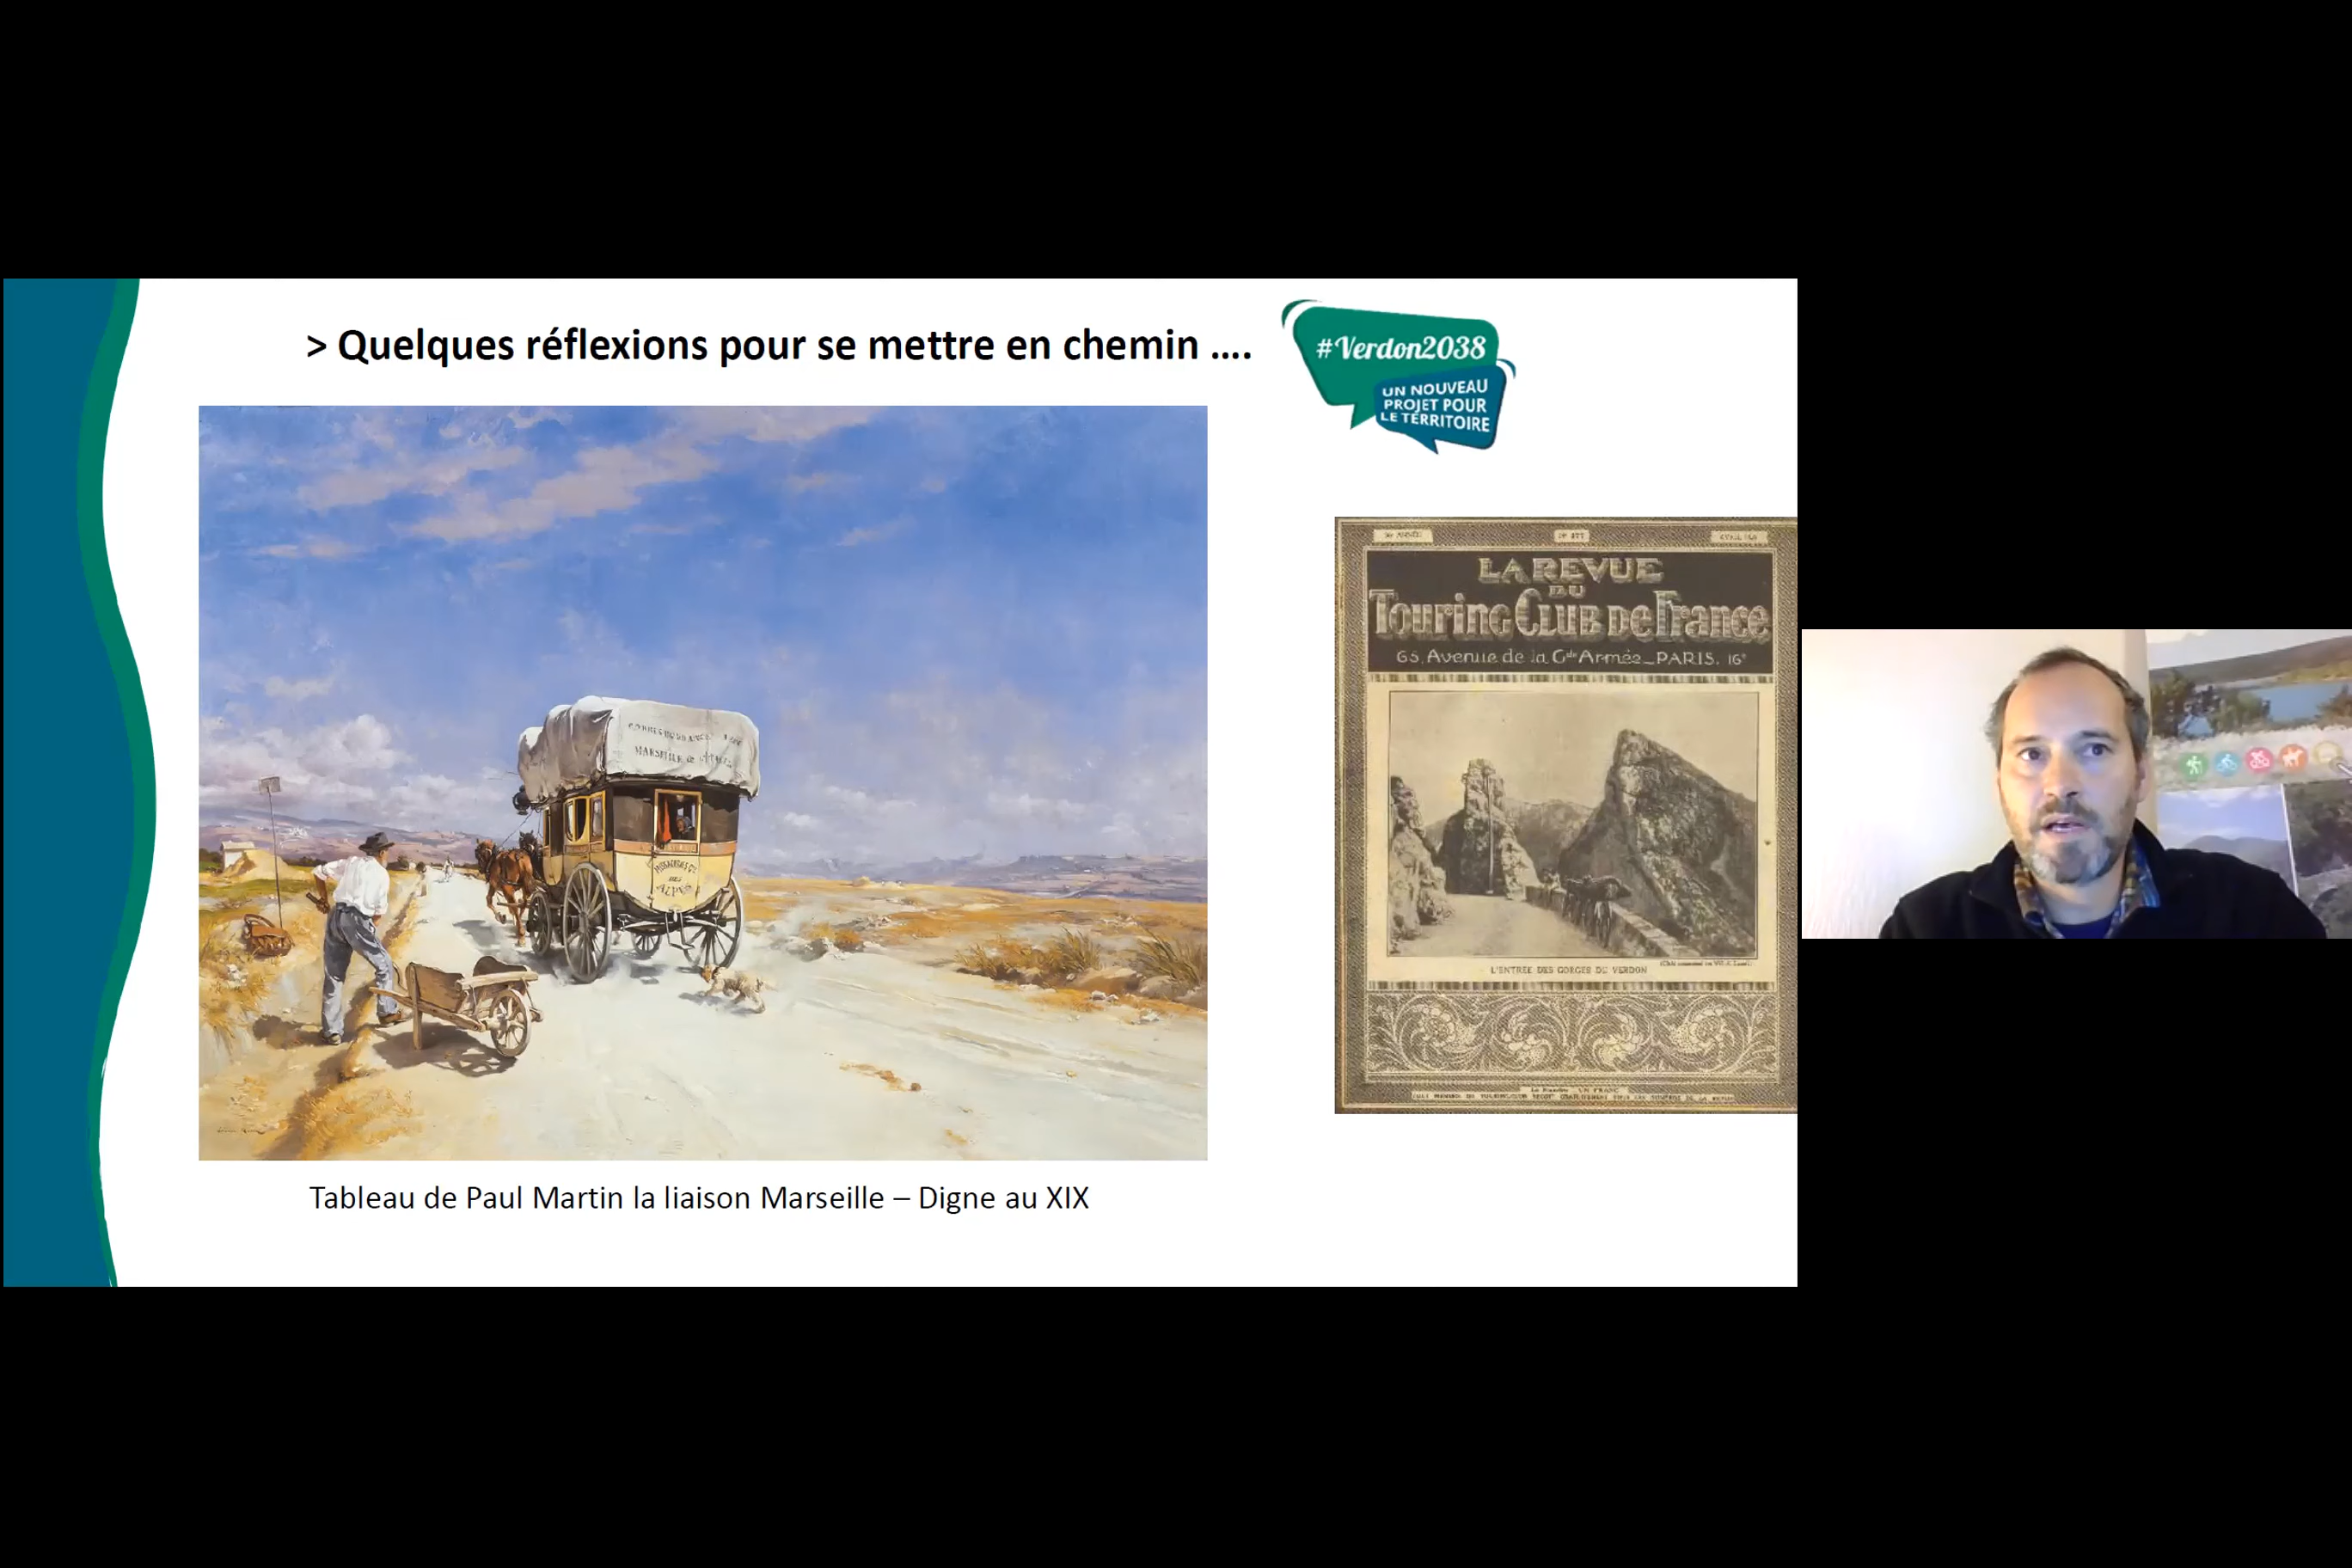 > Quelques réflexions pour se mettre en chemin ....
#Verdon2038
UN NOUVEAU
PROJET POUR
LE TERRITOIRE
MARSEILLE
ALPES
LA REVUE
DU
TOURING CLUB DE FRANCE
65, Avenue de la Gde Armée_PARIS. 16e
L'ENTRÉE DES GORGES DU VERDON
Tableau de Paul Martin la liaison Marseille – Digne au XIX